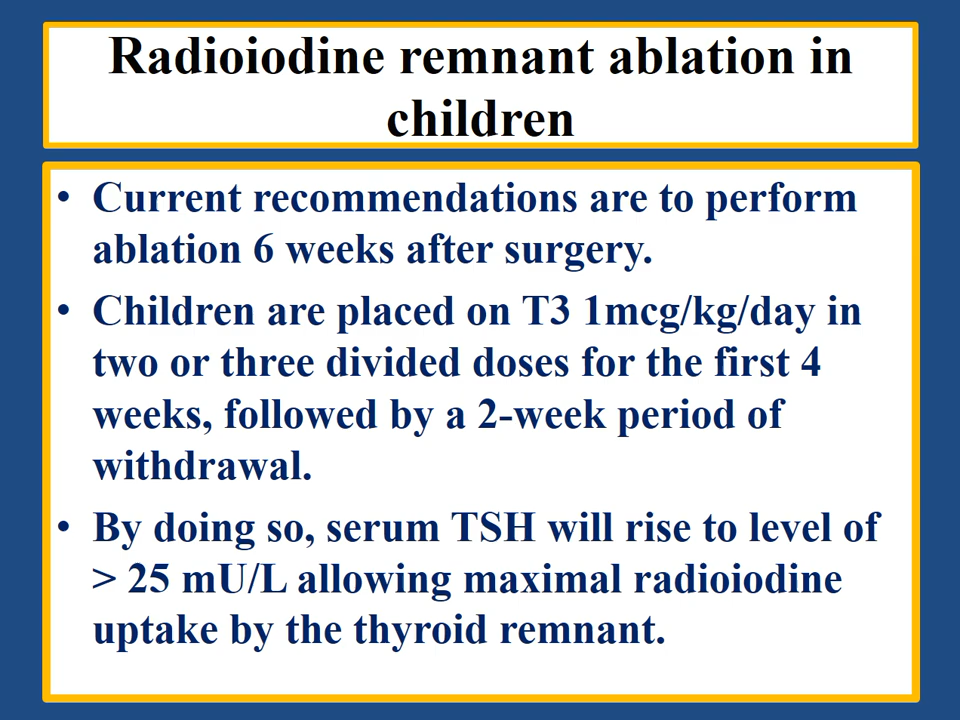 Radioiodine remnant ablation in
children
• Current recommendations are to perform
ablation 6 weeks after surgery.
• Children are placed on T3 1mcg/kg/day in
two or three divided doses for the first 4
weeks, followed by a 2-week period of
withdrawal.
• By doing so, serum TSH will rise to level of
> 25 mU/L allowing maximal radioiodine
uptake by the thyroid remnant.